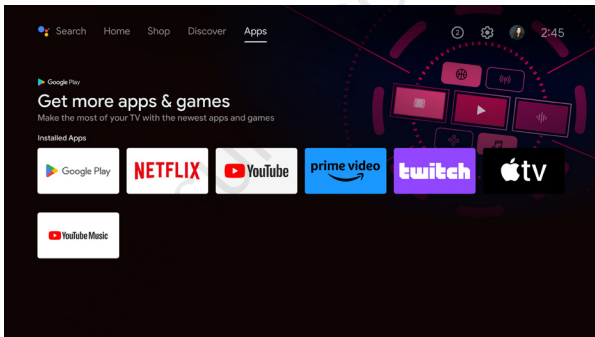 Search Home Shop Discover Apps
2
2:45
Google Play
Get more apps & games
Make the most of your TV with the newest apps and games
Installed Apps
Google Play
NETFLIX
YouTube
prime video
twitch
tv
YouTube Music